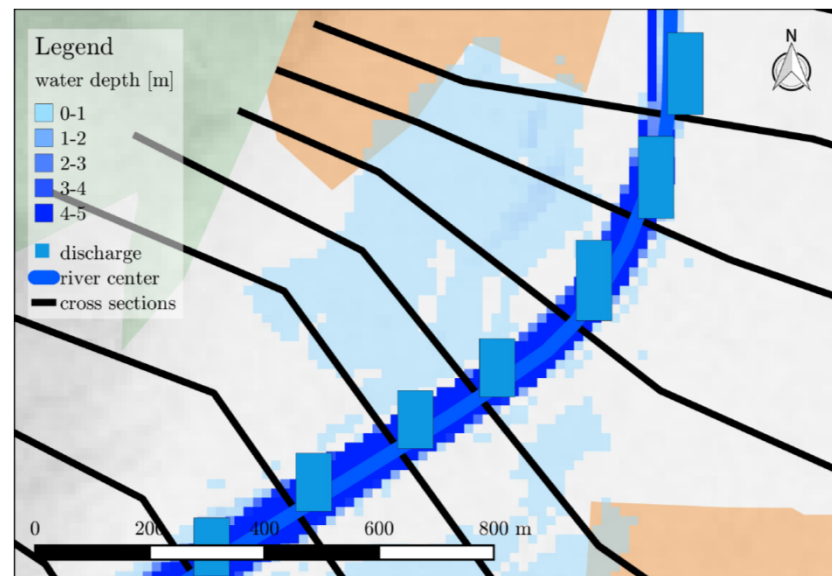 Legend
N
water depth [m]
0-1
1-2
2-3
3-4
4-5
discharge
river center
cross sections
0 200 400 600 800 m